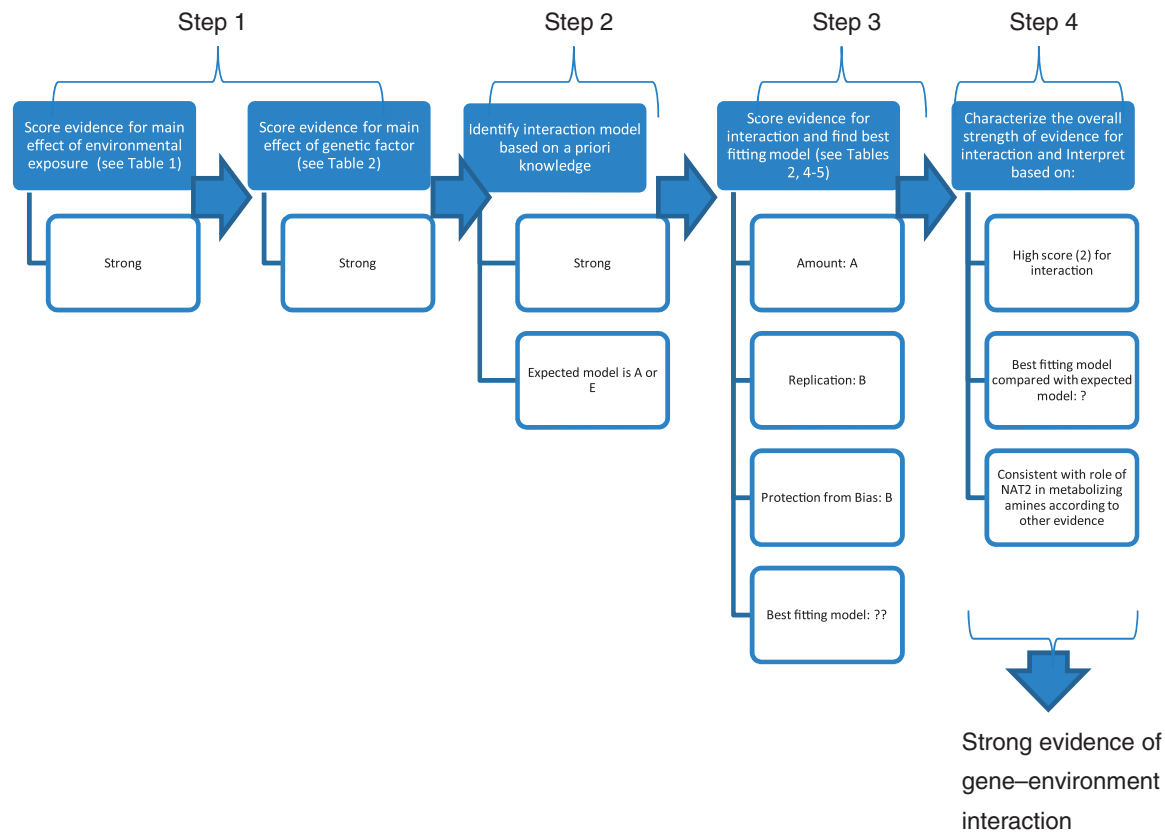 Step 1
Step 2
Step 3
Step 4
Score evidence for main
effect of environmental
exposure (see Table 1)
Strong
Score evidence for main
effect of genetic factor
(see Table 2)
Strong
Identify interaction model
based on a priori
knowledge
Strong
Expected model is A or
E
Score evidence for
interaction and find best
fitting model (see Tables
2, 4-5)
Amount: A
Replication: B
Protection from Bias: B
Best fitting model: ??
Characterize the overall
strength of evidence for
interaction and Interpret
based on:
High score (2) for
interaction
Best fitting model
compared with expected
model: ?
Consistent with role of
NAT2 in metabolizing
amines according to
other evidence
Strong evidence of
gene–environment
interaction